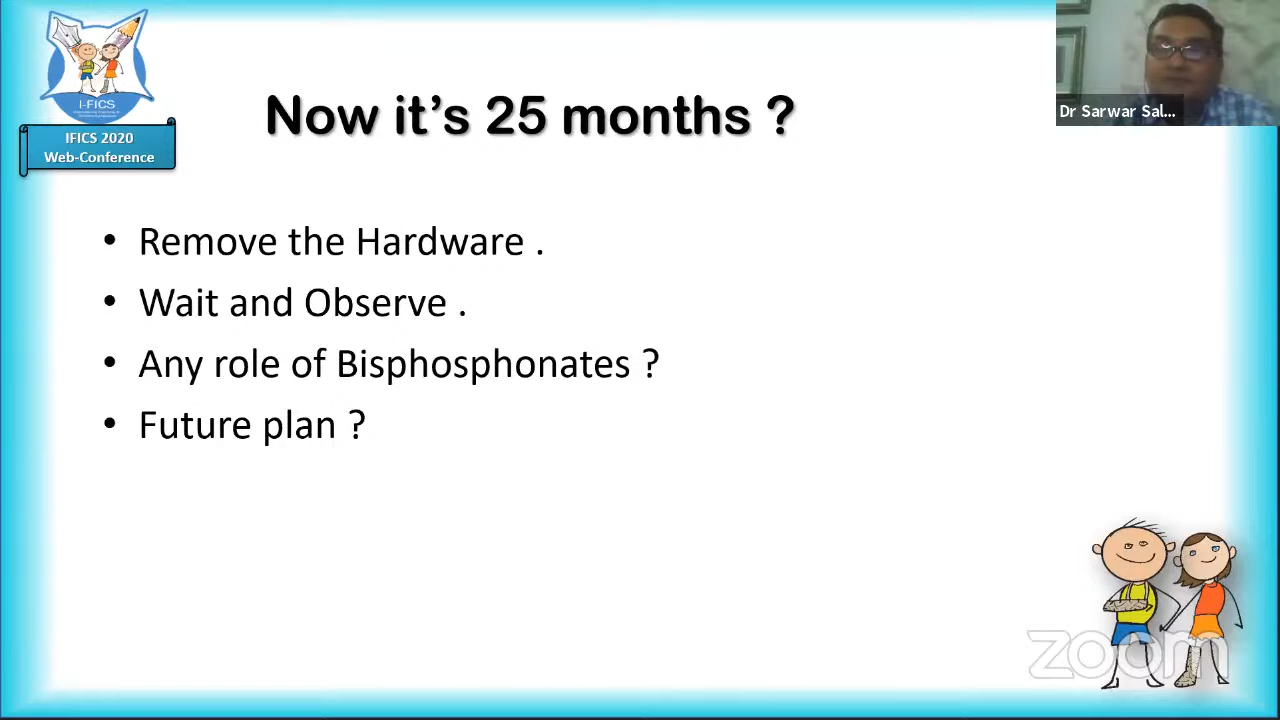 I-FICS
IFICS 2020
Web-Conference
Now it's 25 months ?
Dr Sarwar Sal...
• Remove the Hardware .
• Wait and Observe .
• Any role of Bisphosphonates ?
• Future plan ?
zoom